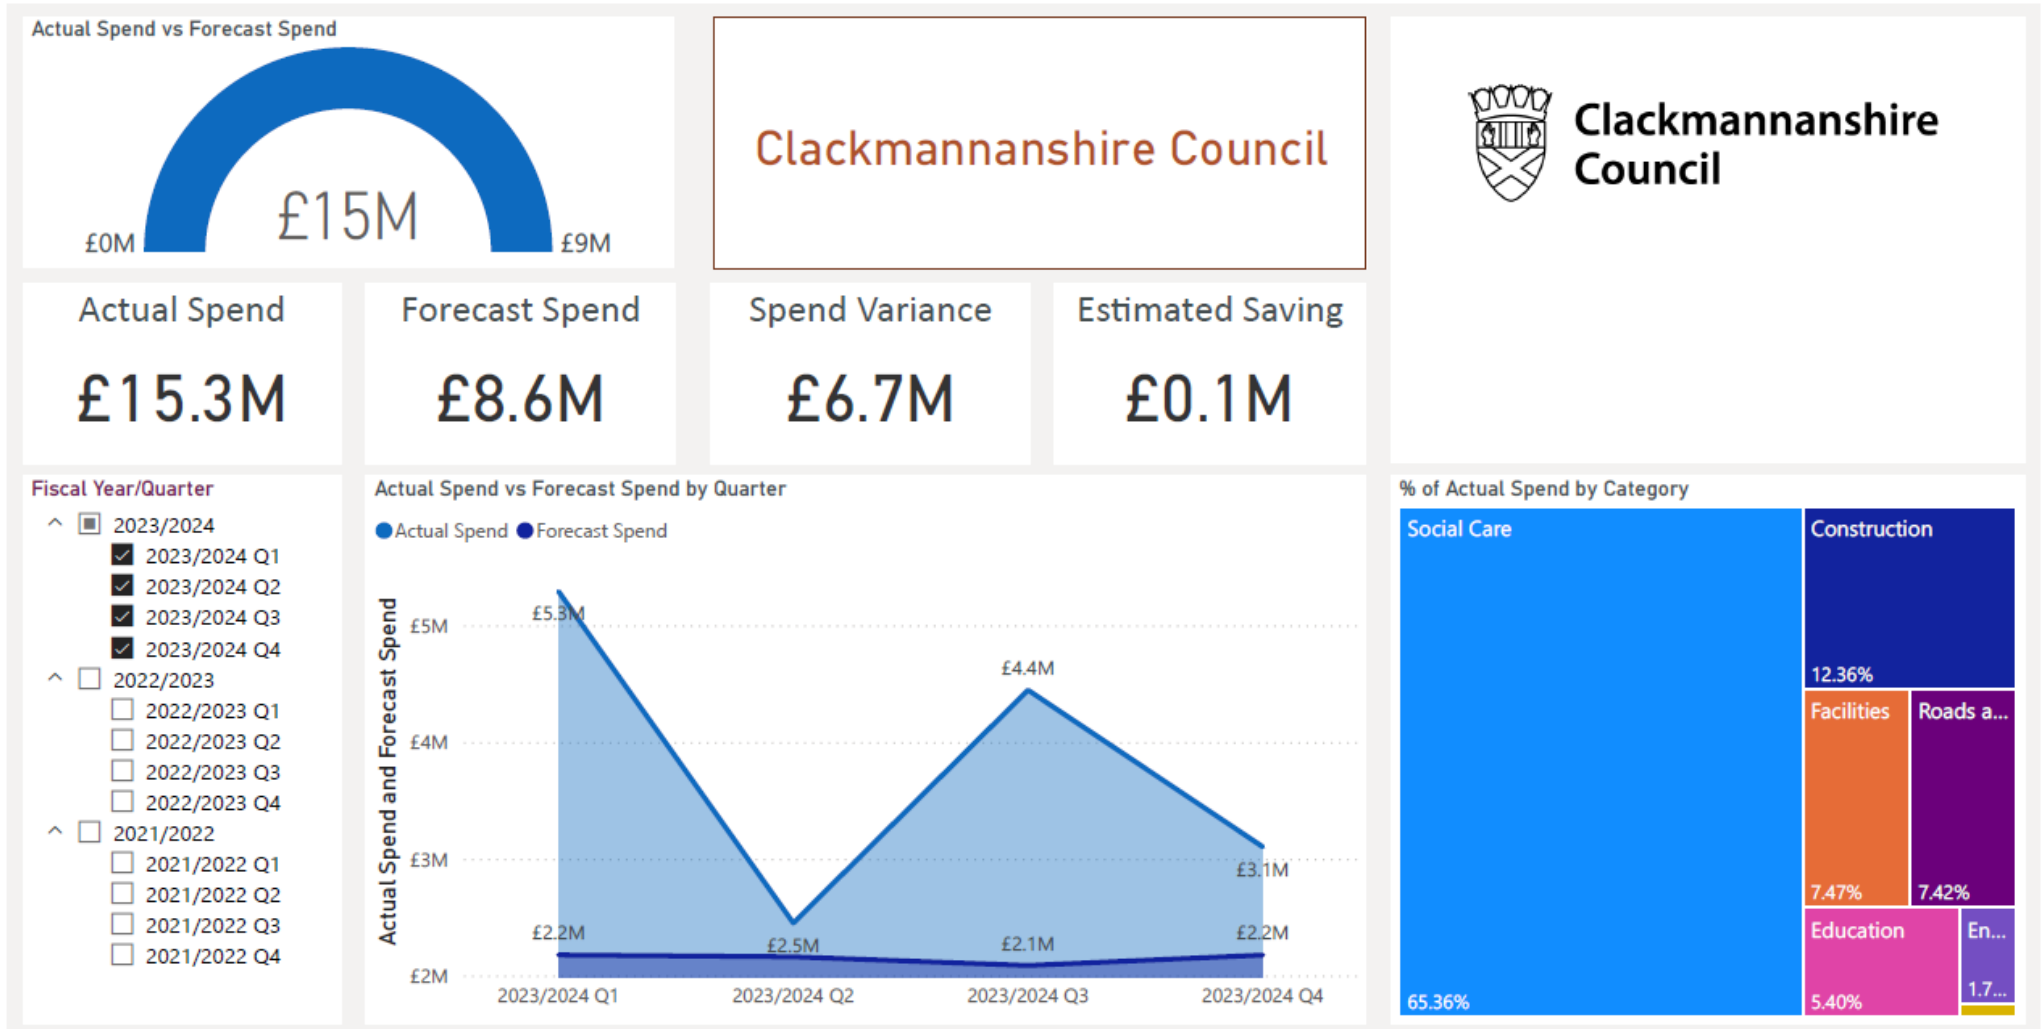 Actual Spend vs Forecast Spend
£15M
£0M
£9M
Clackmannanshire Council
Clackmannanshire
Council
Actual Spend
£15.3M
Forecast Spend
£8.6M
Spend Variance
£6.7M
Estimated Saving
£0.1M
Fiscal Year/Quarter
2023/2024
2023/2024 Q1
2023/2024 Q2
2023/2024 Q3
2023/2024 Q4
2022/2023
2022/2023 Q1
2022/2023 Q2
2022/2023 Q3
2022/2023 Q4
2021/2022
2021/2022 Q1
2021/2022 Q2
2021/2022 Q3
2021/2022 Q4
Actual Spend vs Forecast Spend by Quarter
Actual Spend Forecast Spend
Actual Spend and Forecast Spend
£5M
£4M
£3M
£2M
£5.3M
£4.4M
£3.1M
£2.2M
£2.5M
£2.1M
£2.2M
2023/2024 Q1
2023/2024 Q2
2023/2024 Q3
2023/2024 Q4
% of Actual Spend by Category
Social Care
65.36%
Construction
12.36%
Facilities
7.47%
Roads a...
7.42%
Education
5.40%
En...
1.7...